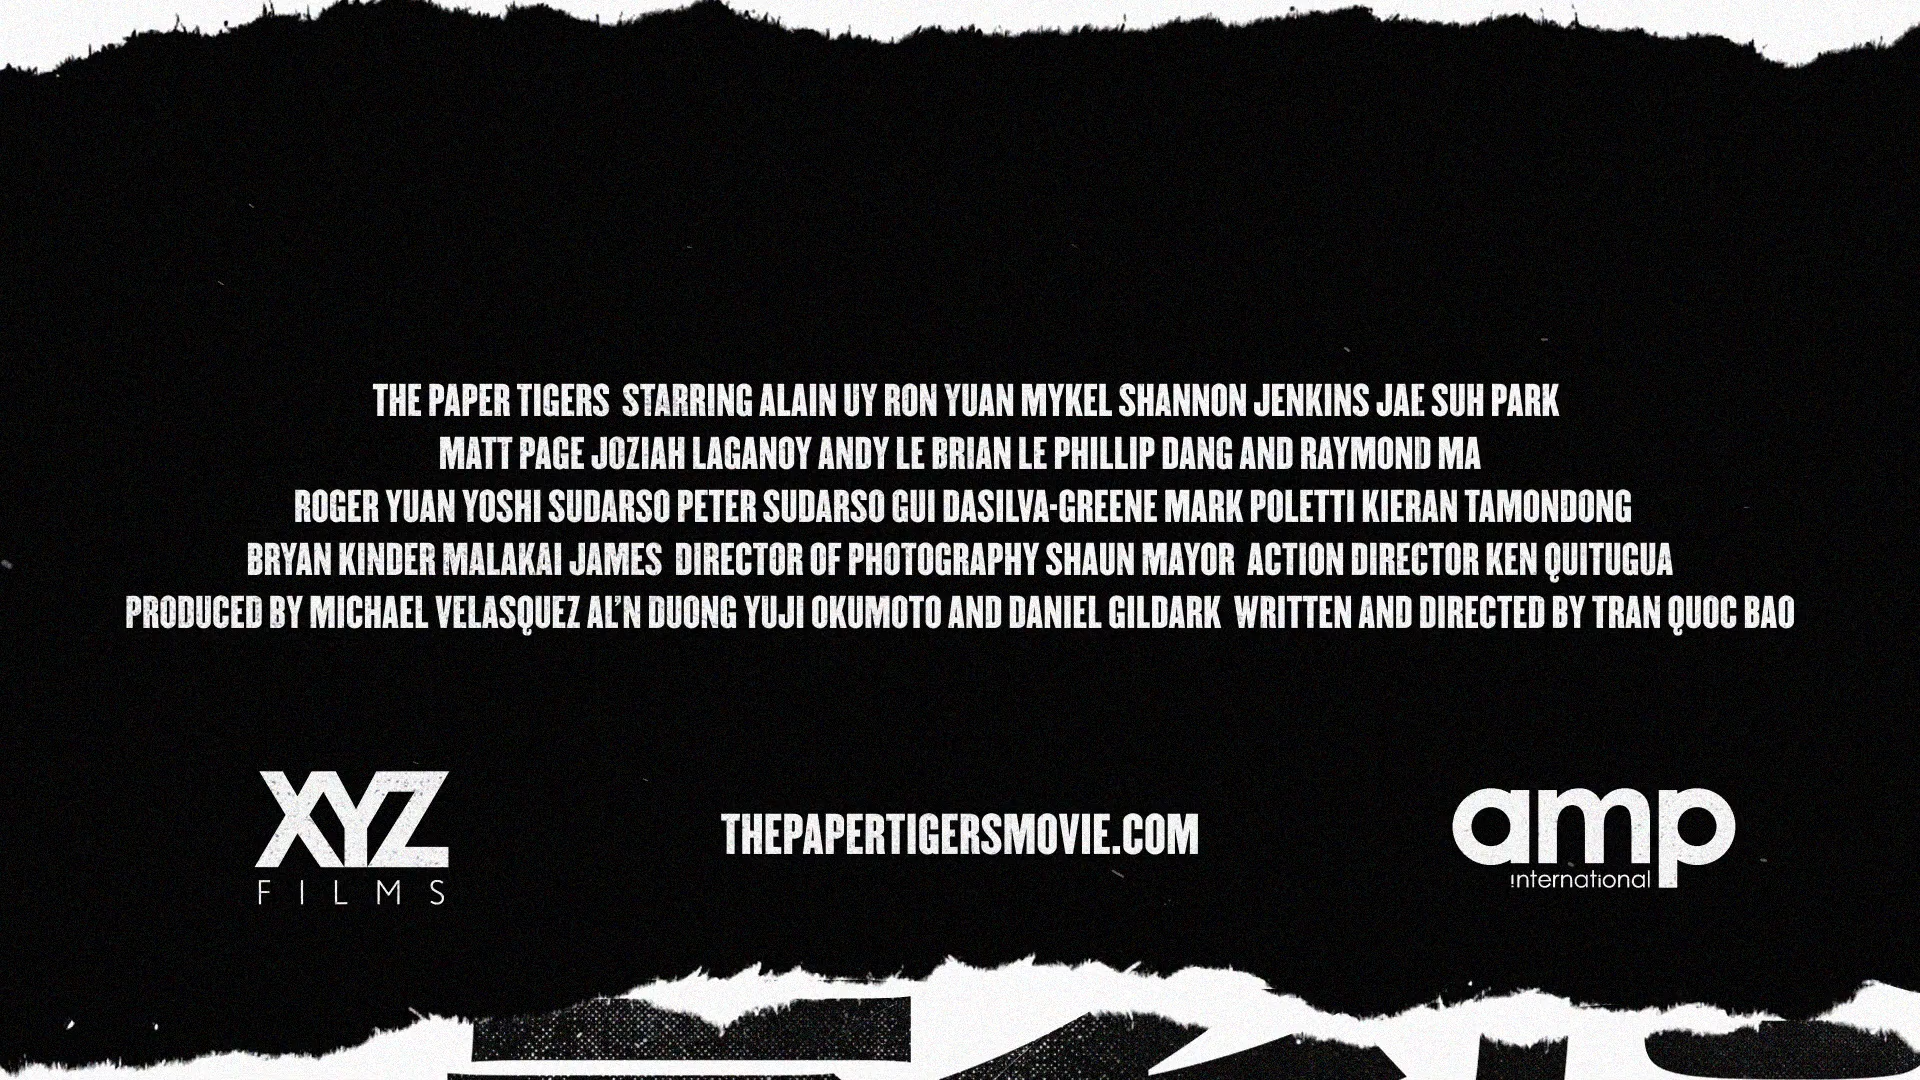 THE PAPER TIGERS STARRING ALAIN UY RON YUAN MYKEL SHANNON JENKINS JAE SUH PARK
MATT PAGE JOZIAH LAGANOY ANDY LE BRIAN LE PHILLIP DANG AND RAYMOND MA
ROGER YUAN YOSHI SUDARSO PETER SUDARSO GUI DASILVA-GREENE MARK POLETTI KIERAN TAMONDONG
BRYAN KINDER MALAKAI JAMES DIRECTOR OF PHOTOGRAPHY SHAUN MAYOR ACTION DIRECTOR KEN QUITUGUA
PRODUCED BY MICHAEL VELASQUEZ AL'N DUONG YUJI OKUMOTO AND DANIEL GILDARK WRITTEN AND DIRECTED BY TRAN QUOC BAO
XYZ
FILMS
THEPAPERTIGERSMOVIE.COM
amp
international